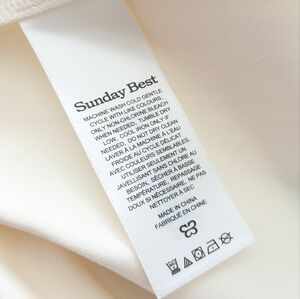 Sunday Best
MACHINE WASH COLD GENTLE
CYCLE WITH LIKE COLOURS,
ONLY NON-CHLORINE BLEACH
WHEN NEEDED, TUMBLE DRY
LOW. COOL IRON ONLY IF
NEEDED, DO NOT DRY CLEAN
LAVER À LA MACHINE À L'EAU
FROIDE AU CYCLE DÉLICAT
AVEC COULEURS SEMBLABLES.
UTILISER SEULEMENT UN
JAVELLISANT SANS CHLORE AU
BESOIN, SÉCHER À BASSE
TEMPÉRATURE, REPASSAGE
DOUX SI NÉCESSAIRE, NE PAS
NETTOYER À SEC
MADE IN CHINA
FABRIQUÉ EN CHINE